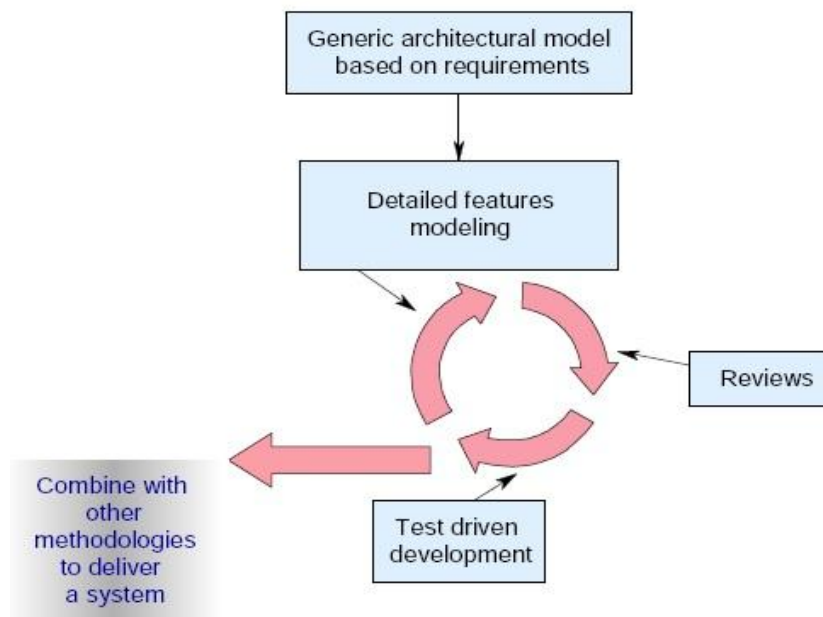 Generic architectural model
based on requirements
Detailed features
modeling
Reviews
Test driven
development
Combine with
other
methodologies
to deliver
a system